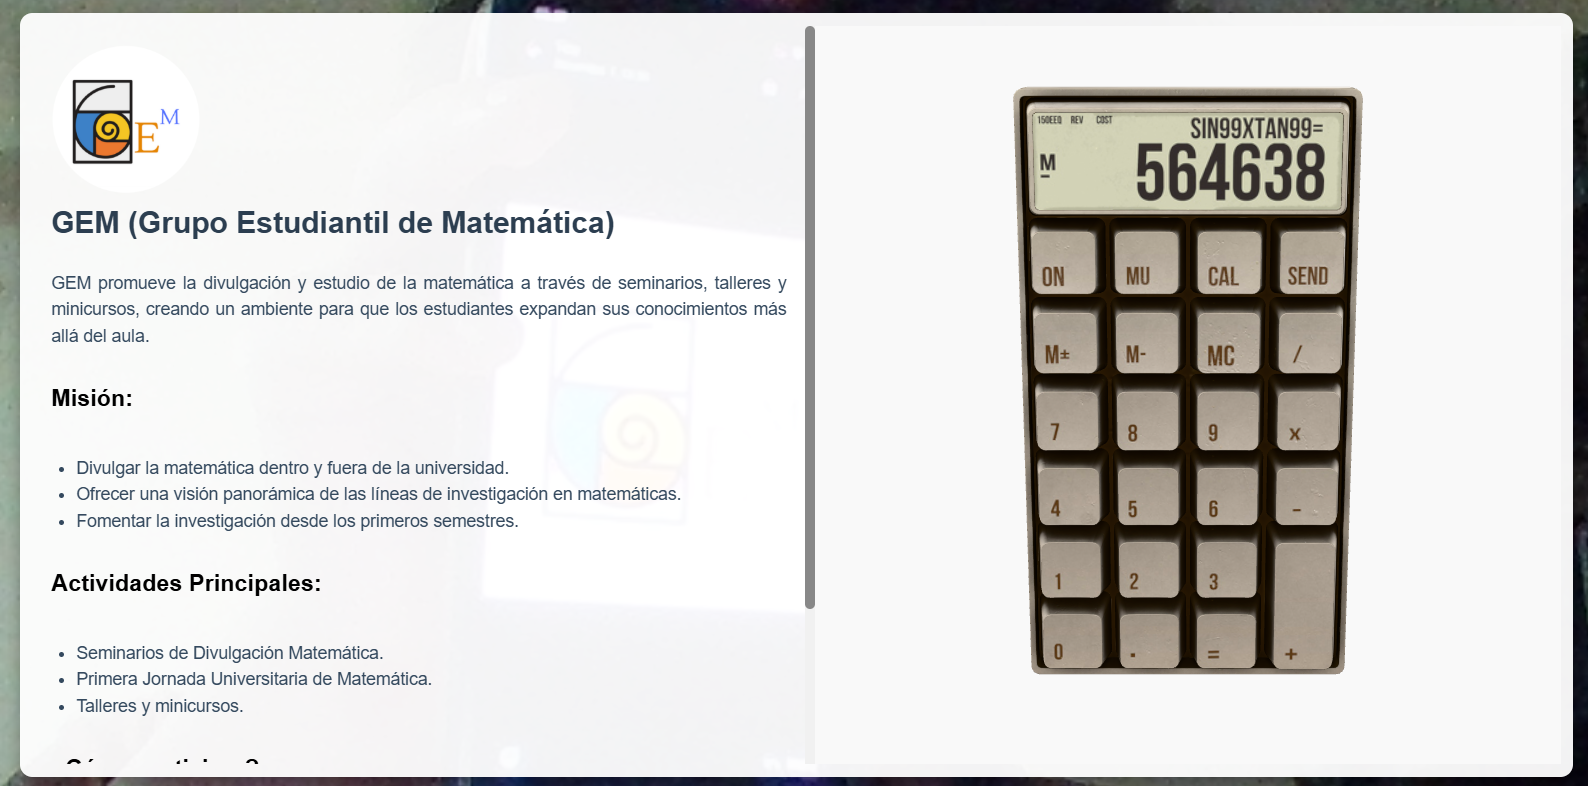 E M
GEM (Grupo Estudiantil de Matemática)
GEM promueve la divulgación y estudio de la matemática a través de seminarios, talleres y
minicursos, creando un ambiente para que los estudiantes expandan sus conocimientos más
allá del aula.
Misión:
Divulgar la matemática dentro y fuera de la universidad.
Ofrecer una visión panorámica de las líneas de investigación en matemáticas.
Fomentar la investigación desde los primeros semestres.
Actividades Principales:
Seminarios de Divulgación Matemática.
Primera Jornada Universitaria de Matemática.
Talleres y minicursos.
150EEQ REV COST
SIN99XTAN99=
M
564638
ON MU CAL SEND
M± M- MC /
7 8 9 x
4 5 6 -
1 2 3
0 . = +